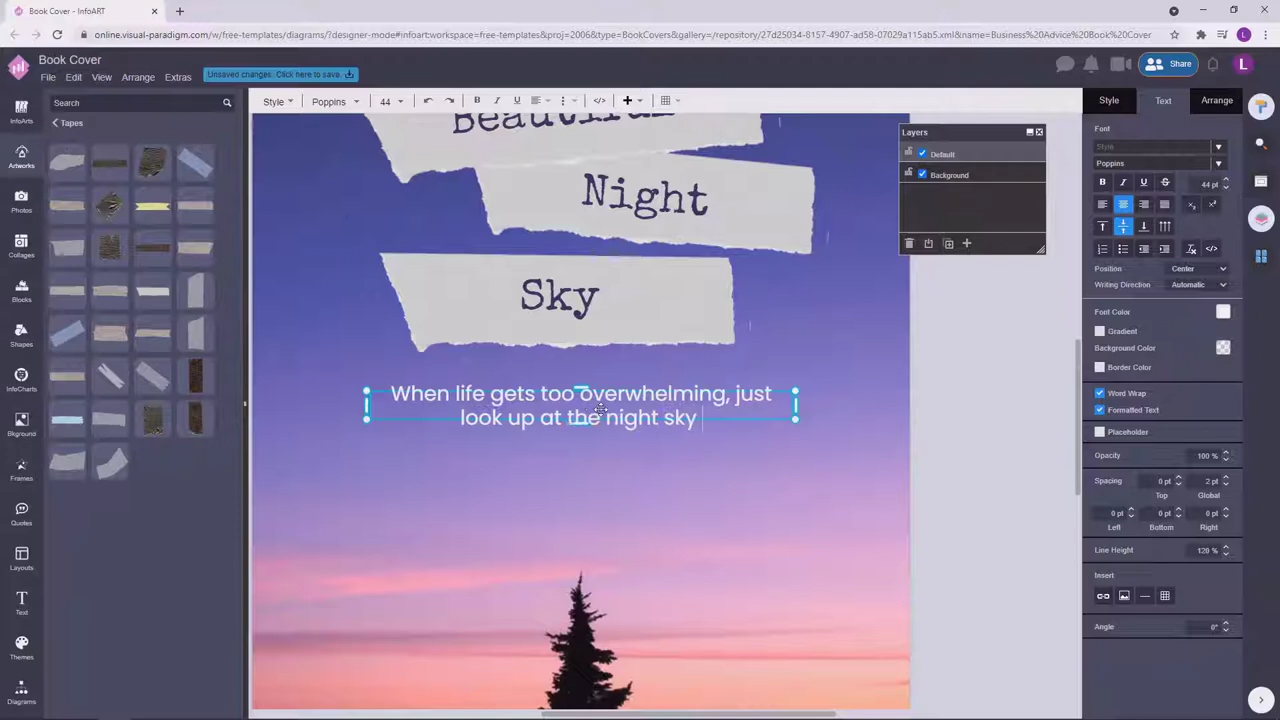 Book Cover - InfoART
online.visual-paradigm.com/w/free-templates/diagrams/?designer-mode#infoart:workspace=free-templates&proj=2006&type=BookCovers&gallery=/repository/27d25034-8157-4907-ad58-07029a115ab5.xml&name=Business%20Advice%20Book%20Cover
L
Book Cover
File Edit View Arrange Extras
Unsaved changes. Click here to save.
Share
L
Search
Tapes
InfoArts
Artworks
Photos
Collages
Blocks
Shapes
InfoCharts
Bkground
Frames
Quotes
Layouts
Text
Themes
Diagrams
Style Poppins 44 B I U
Beautiful
Night
Sky
When life gets too overwhelming, just
look up at the night sky
Layers
Default
Background
Style Text Arrange
Font
Style
Poppins
B I U S 44 pt
Position Center
Writing Direction Automatic
Font Color
Gradient
Background Color
Border Color
Word Wrap
Formatted Text
Placeholder
Opacity 100 %
Spacing 0 pt 2 pt
Top Global
0 pt 0 pt 0 pt
Left Bottom Right
Line Height 120 %
Insert
Angle 0°